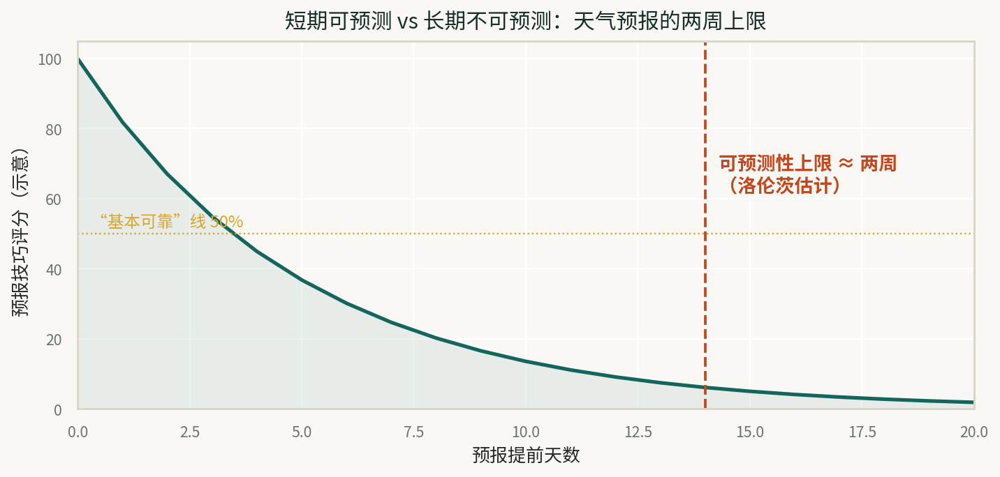 短期可预测 vs 长期不可预测：天气预报的两周上限
预报技巧评分（示意）
100
80
60
40
20
0
“基本可靠”线 50%
可预测性上限 ≈ 两周
（洛伦茨估计）
0.0
2.5
5.0
7.5
10.0
12.5
15.0
17.5
20.0
预报提前天数